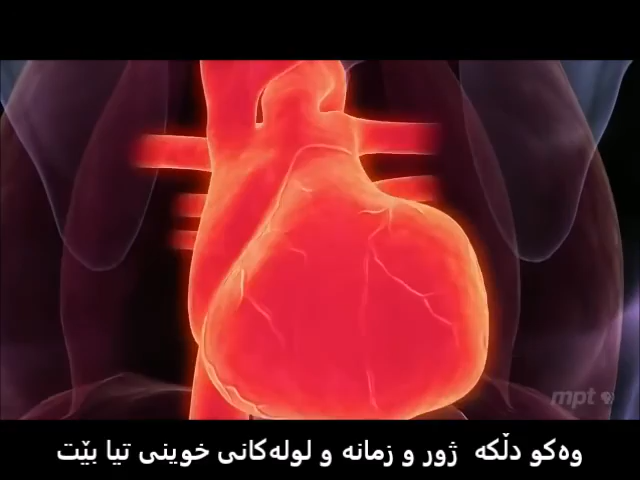 mpt
وەکو دڵکە ژور و زمانە و لولەکانی خوینی تیا بێت